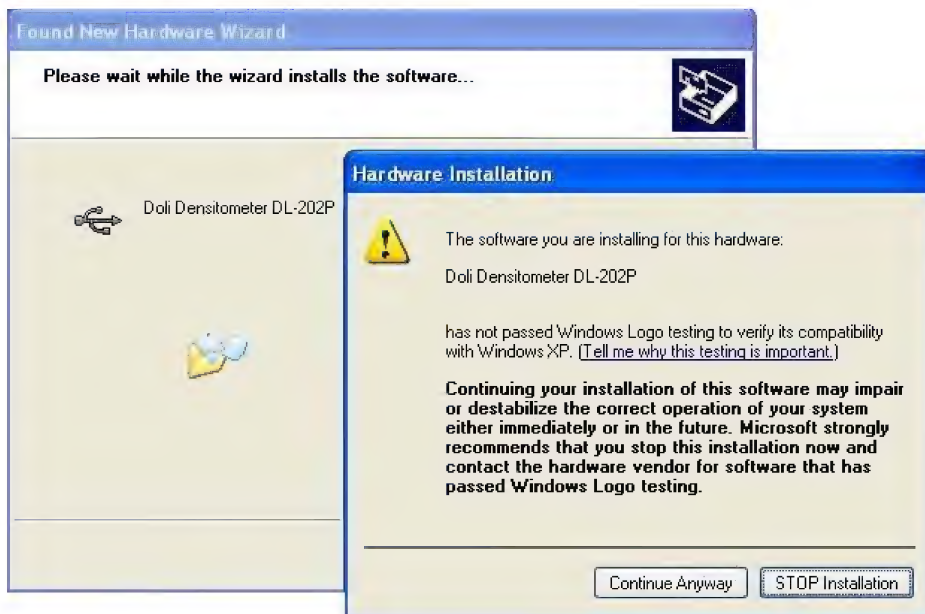 Found New Hardware Wizard
Please wait while the wizard installs the software...
Doli Densitometer DL-202P
Hardware Installation
The software you are installing for this hardware:
Doli Densitometer DL-202P
has not passed Windows Logo testing to verify its compatibility
with Windows XP. (Tell me why this testing is important.)
Continuing your installation of this software may impair
or destabilize the correct operation of your system
either immediately or in the future. Microsoft strongly
recommends that you stop this installation now and
contact the hardware vendor for software that has
passed Windows Logo testing.
Continue Anyway
STOP Installation